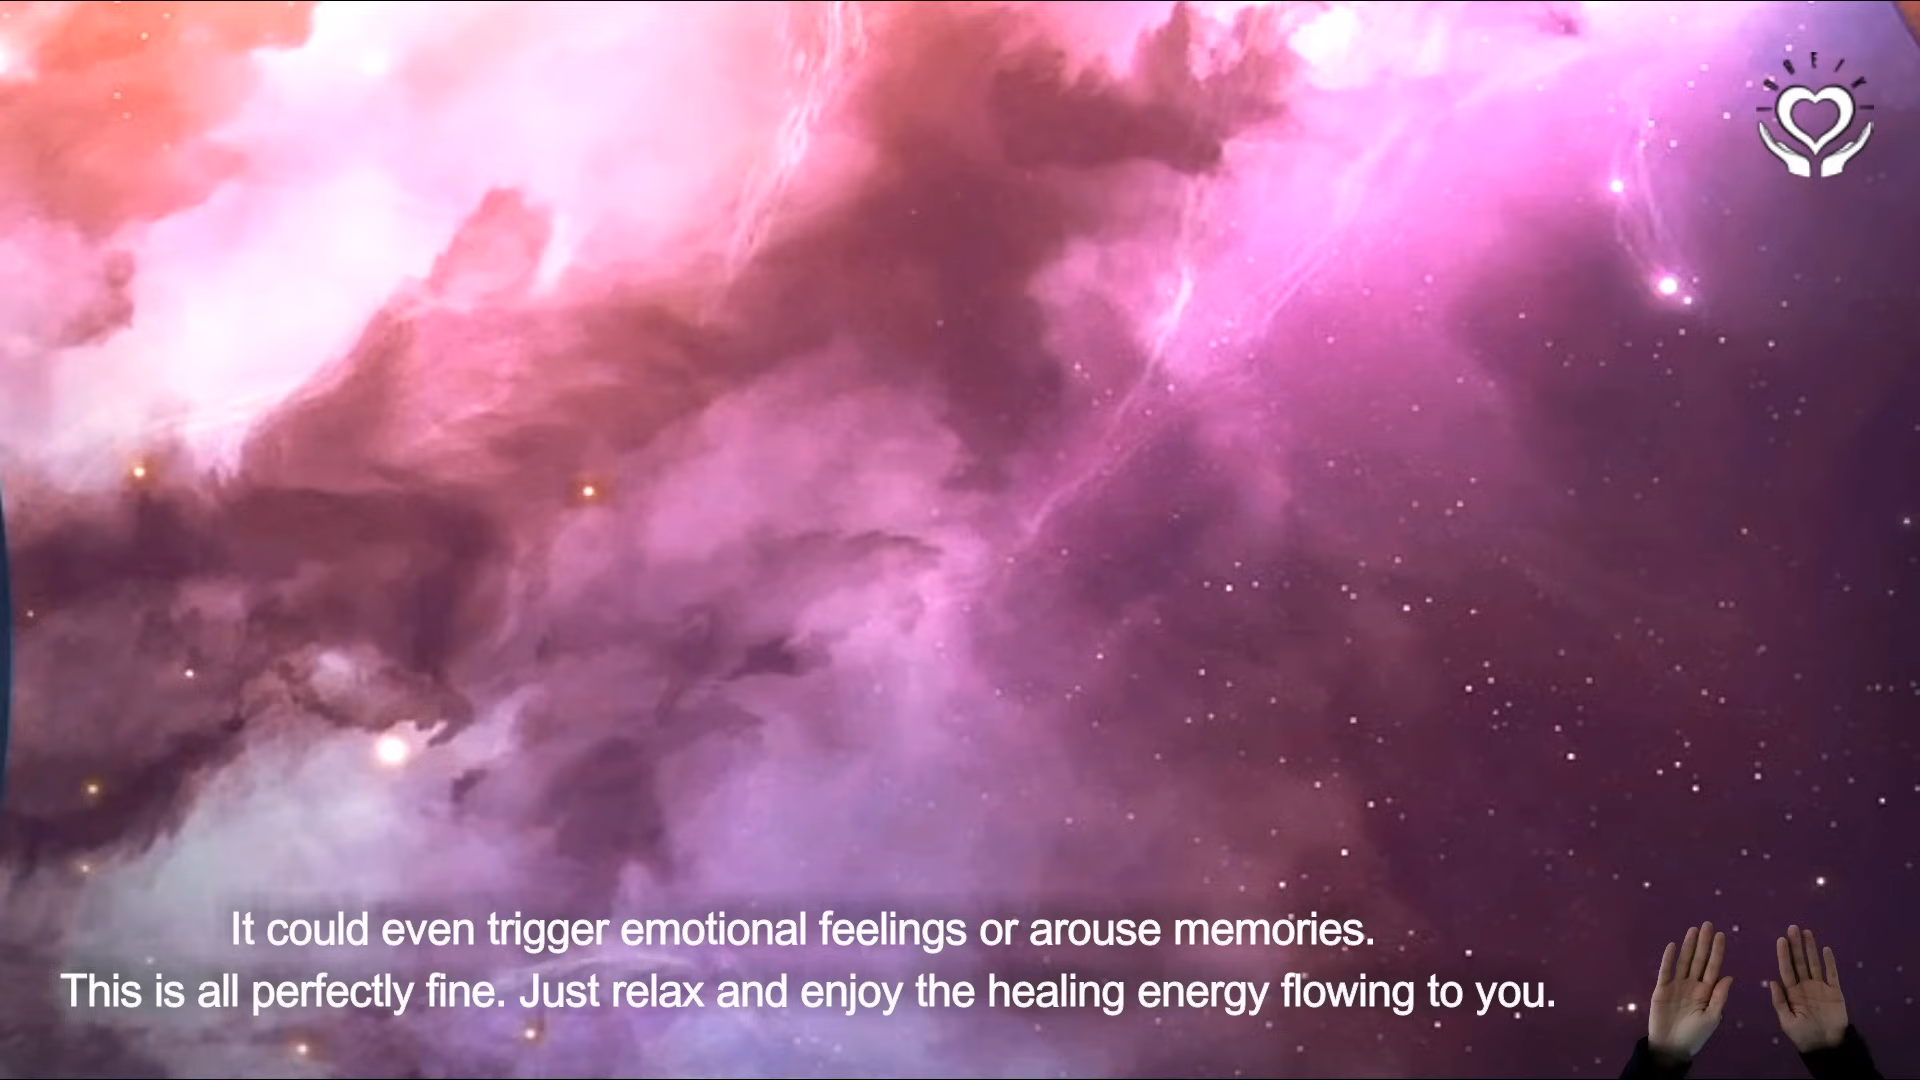 It could even trigger emotional feelings or arouse memories.
This is all perfectly fine. Just relax and enjoy the healing energy flowing to you.